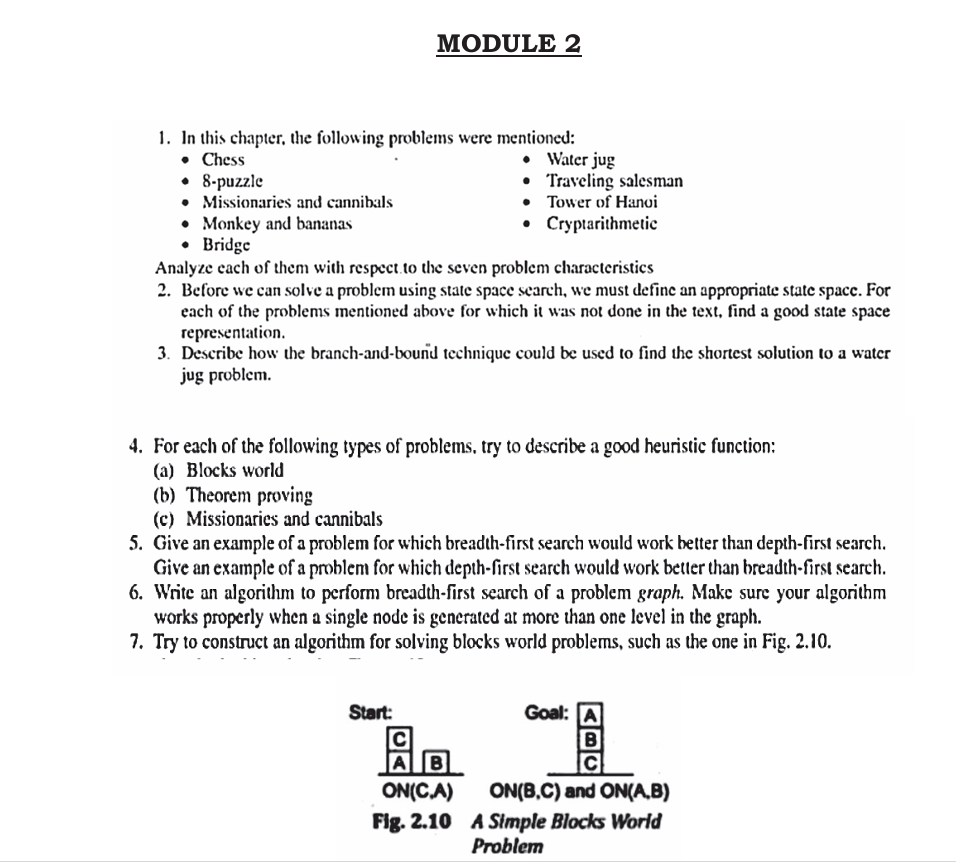 MODULE 2
1. In this chapter, the following problems were mentioned:
• Chess
• 8-puzzle
• Missionaries and cannibals
• Monkey and bananas
• Bridge
• Water jug
• Traveling salesman
• Tower of Hanoi
• Cryptarithmetic
Analyze each of them with respect to the seven problem characteristics
2. Before we can solve a problem using state space search, we must define an appropriate state space. For
each of the problems mentioned above for which it was not done in the text, find a good state space
representation.
3. Describe how the branch-and-bound technique could be used to find the shortest solution to a water
jug problem.
4. For each of the following types of problems, try to describe a good heuristic function:
(a) Blocks world
(b) Theorem proving
(c) Missionaries and cannibals
5. Give an example of a problem for which breadth-first search would work better than depth-first search.
Give an example of a problem for which depth-first search would work better than breadth-first search.
6. Write an algorithm to perform breadth-first search of a problem graph. Make sure your algorithm
works properly when a single node is generated at more than one level in the graph.
7. Try to construct an algorithm for solving blocks world problems, such as the one in Fig. 2.10.
Start:
C
A B
ON(C,A)
Goal: A
B
C
ON(B,C) and ON(A,B)
Fig. 2.10 A Simple Blocks World
Problem